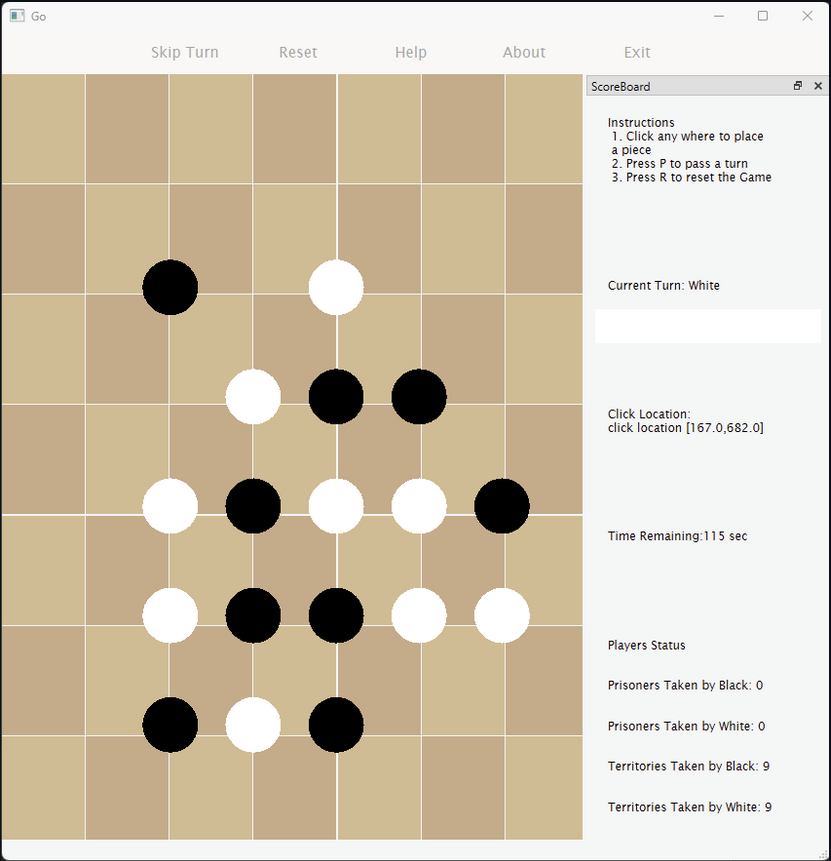 Go
Skip Turn Reset Help About Exit
ScoreBoard
Instructions
1. Click any where to place
a piece
2. Press P to pass a turn
3. Press R to reset the Game
Current Turn: White
Click Location:
click location [167.0,682.0]
Time Remaining:115 sec
Players Status
Prisoners Taken by Black: 0
Prisoners Taken by White: 0
Territories Taken by Black: 9
Territories Taken by White: 9